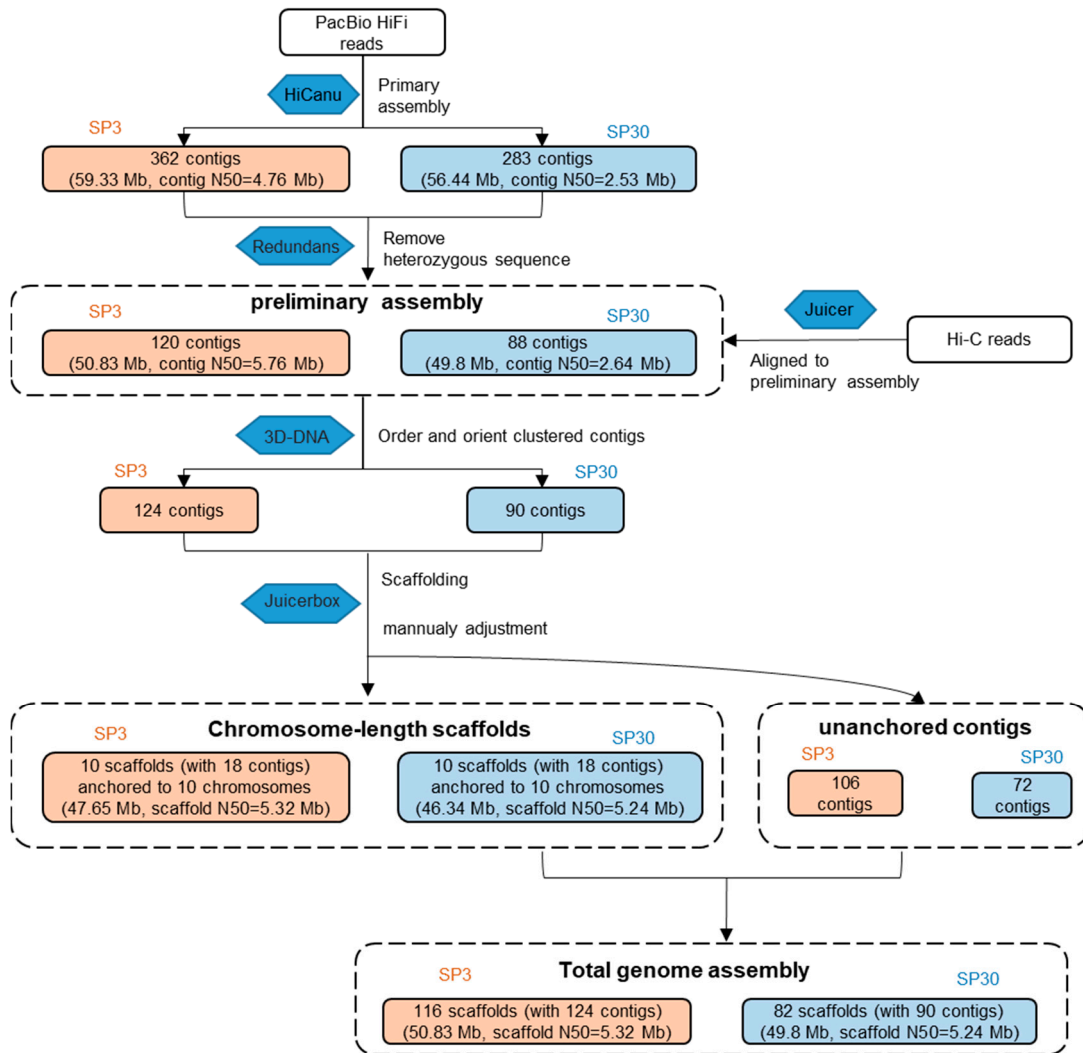 PacBio HiFi
reads
HiCanu
Primary
assembly
SP3
SP30
362 contigs
(59.33 Mb, contig N50=4.76 Mb)
283 contigs
(56.44 Mb, contig N50=2.53 Mb)
Redundans
Remove
heterozygous sequence
preliminary assembly
SP3
SP30
120 contigs
(50.83 Mb, contig N50=5.76 Mb)
88 contigs
(49.8 Mb, contig N50=2.64 Mb)
Juicer
Hi-C reads
Aligned to
preliminary assembly
3D-DNA
Order and orient clustered contigs
SP3
SP30
124 contigs
90 contigs
Scaffolding
Juicerbox
mannualy adjustment
Chromosome-length scaffolds
SP3
SP30
10 scaffolds (with 18 contigs)
anchored to 10 chromosomes
(47.65 Mb, scaffold N50=5.32 Mb)
10 scaffolds (with 18 contigs)
anchored to 10 chromosomes
(46.34 Mb, scaffold N50=5.24 Mb)
unanchored contigs
SP3
SP30
106
contigs
72
contigs
Total genome assembly
SP3
SP30
116 scaffolds (with 124 contigs)
(50.83 Mb, scaffold N50=5.32 Mb)
82 scaffolds (with 90 contigs)
(49.8 Mb, scaffold N50=5.24 Mb)